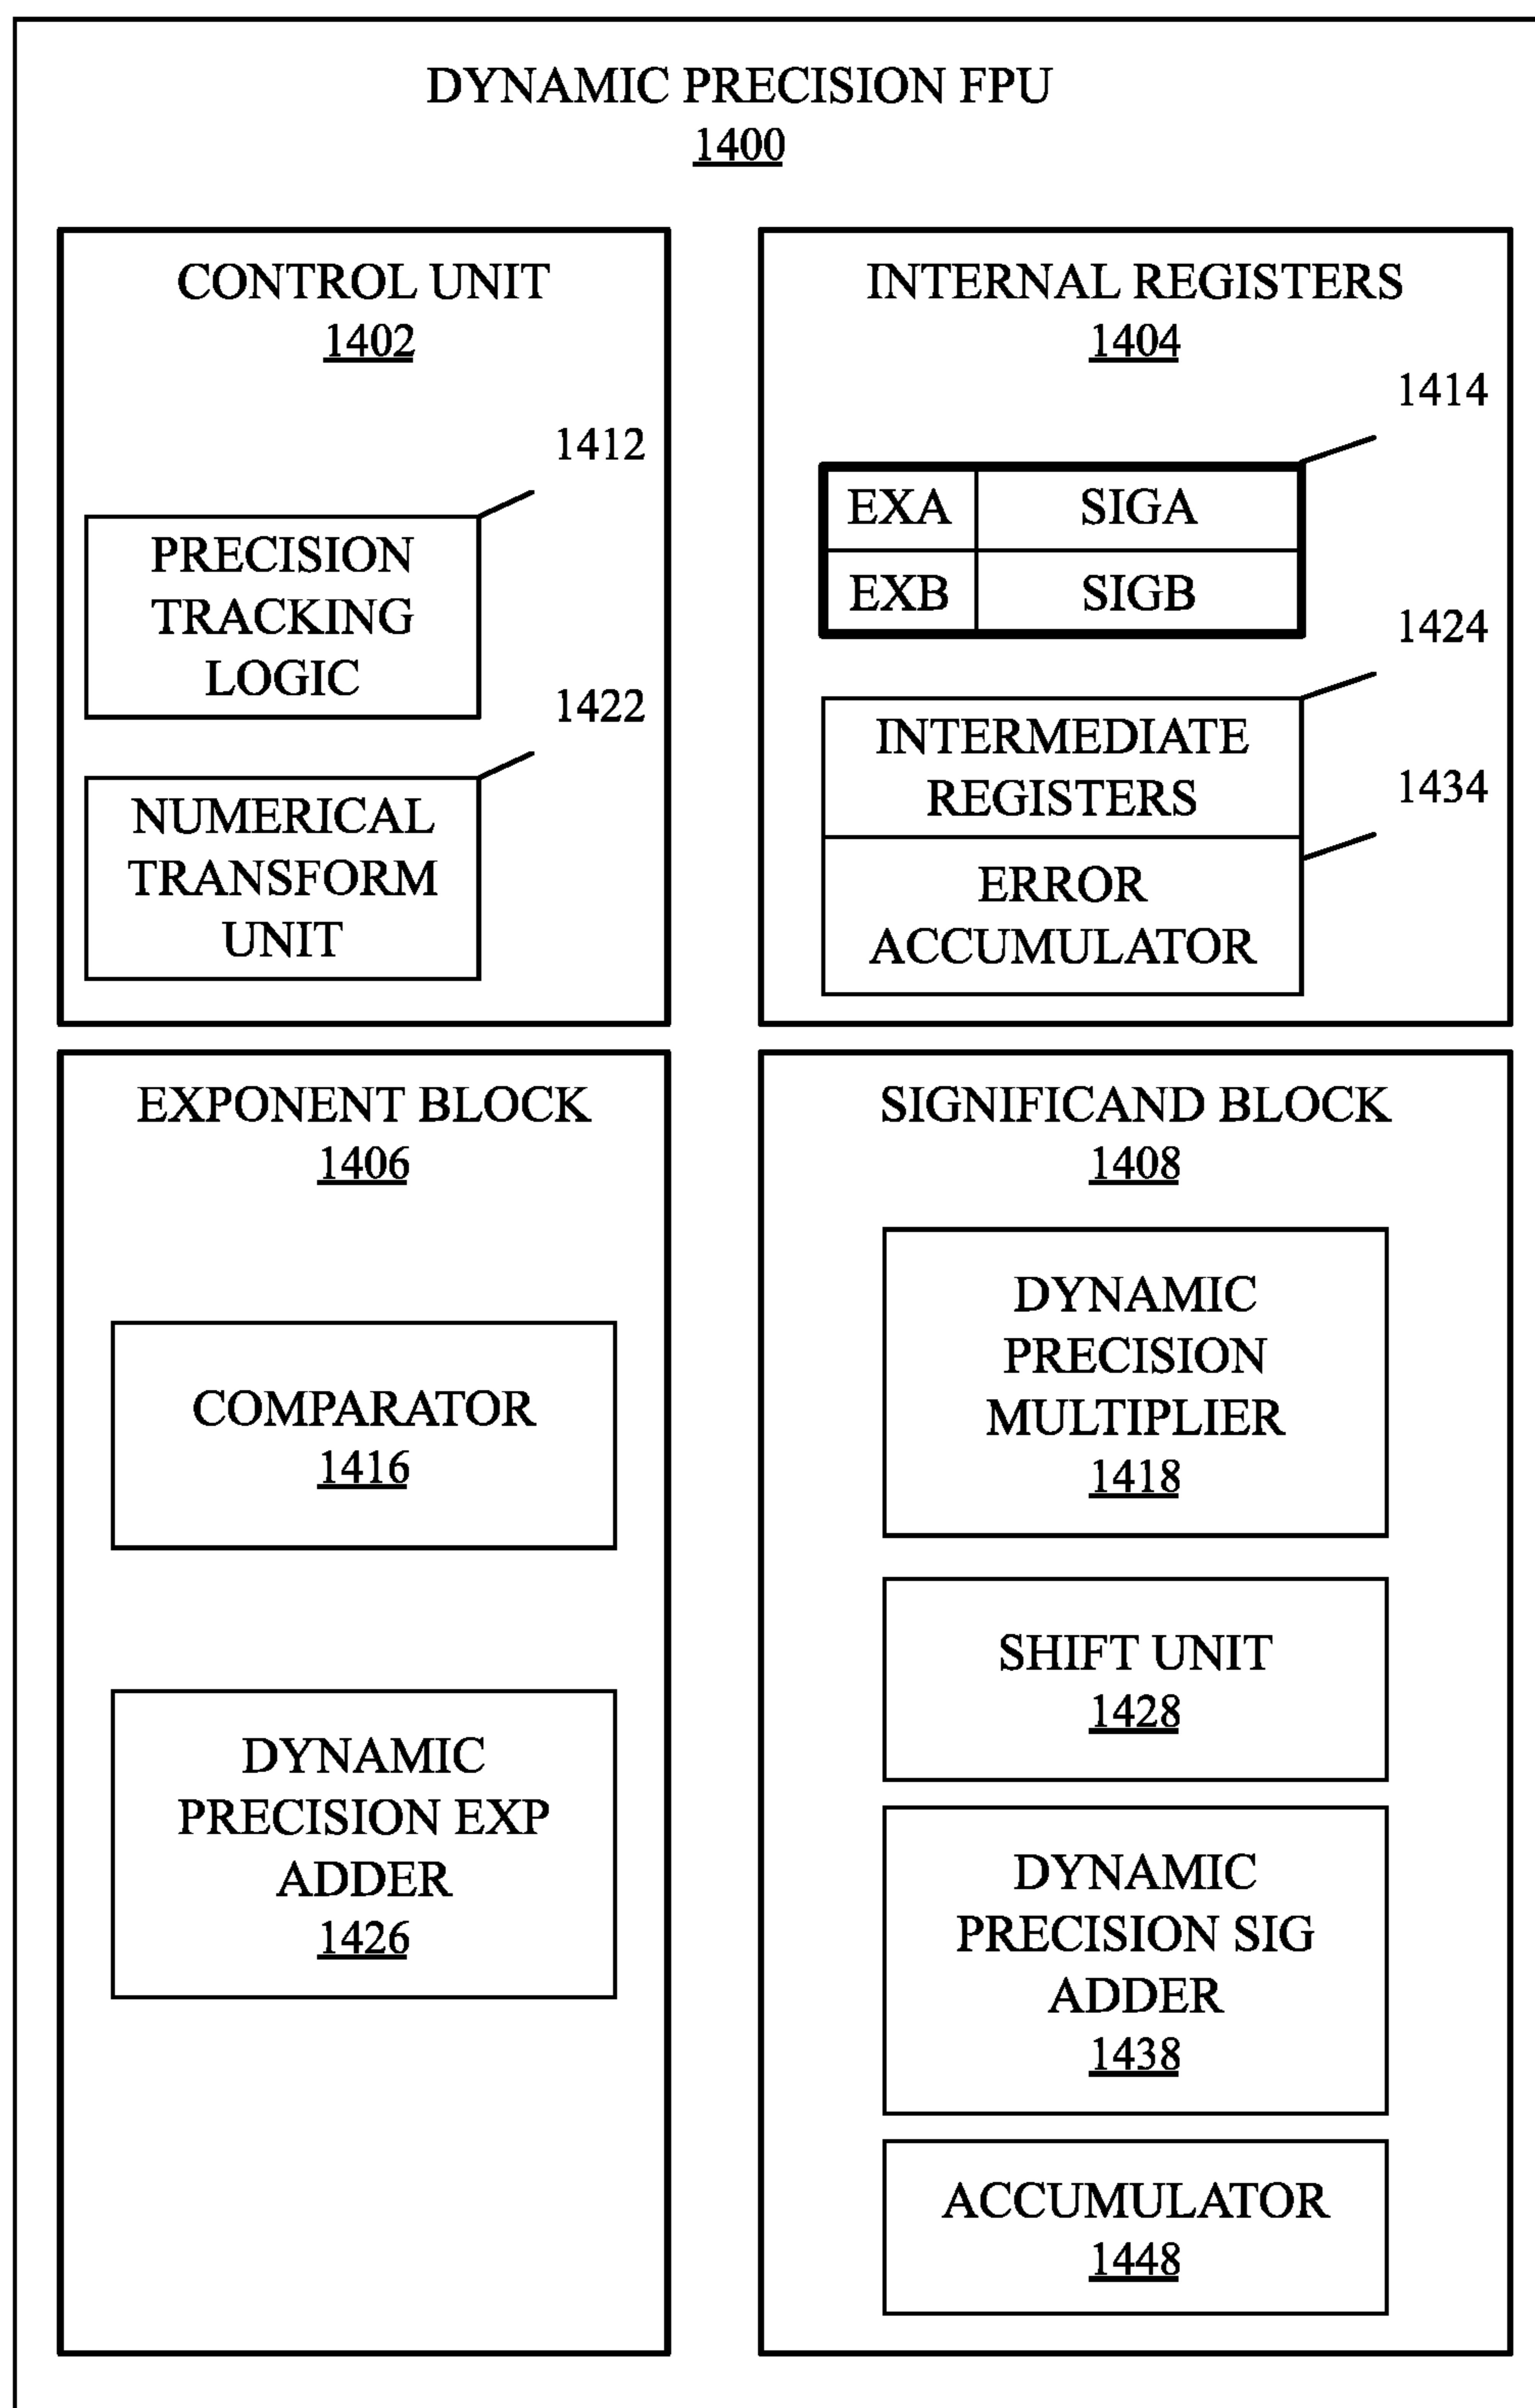 DYNAMIC PRECISION FPU
1400
CONTROL UNIT
1402
1412
PRECISION
TRACKING
LOGIC
1422
NUMERICAL
TRANSFORM
UNIT
INTERNAL REGISTERS
1404
1414
EXA SIGA
EXB SIGB
1424
INTERMEDIATE
REGISTERS
1434
ERROR
ACCUMULATOR
EXPONENT BLOCK
1406
COMPARATOR
1416
DYNAMIC
PRECISION EXP
ADDER
1426
SIGNIFICAND BLOCK
1408
DYNAMIC
PRECISION
MULTIPLIER
1418
SHIFT UNIT
1428
DYNAMIC
PRECISION SIG
ADDER
1438
ACCUMULATOR
1448